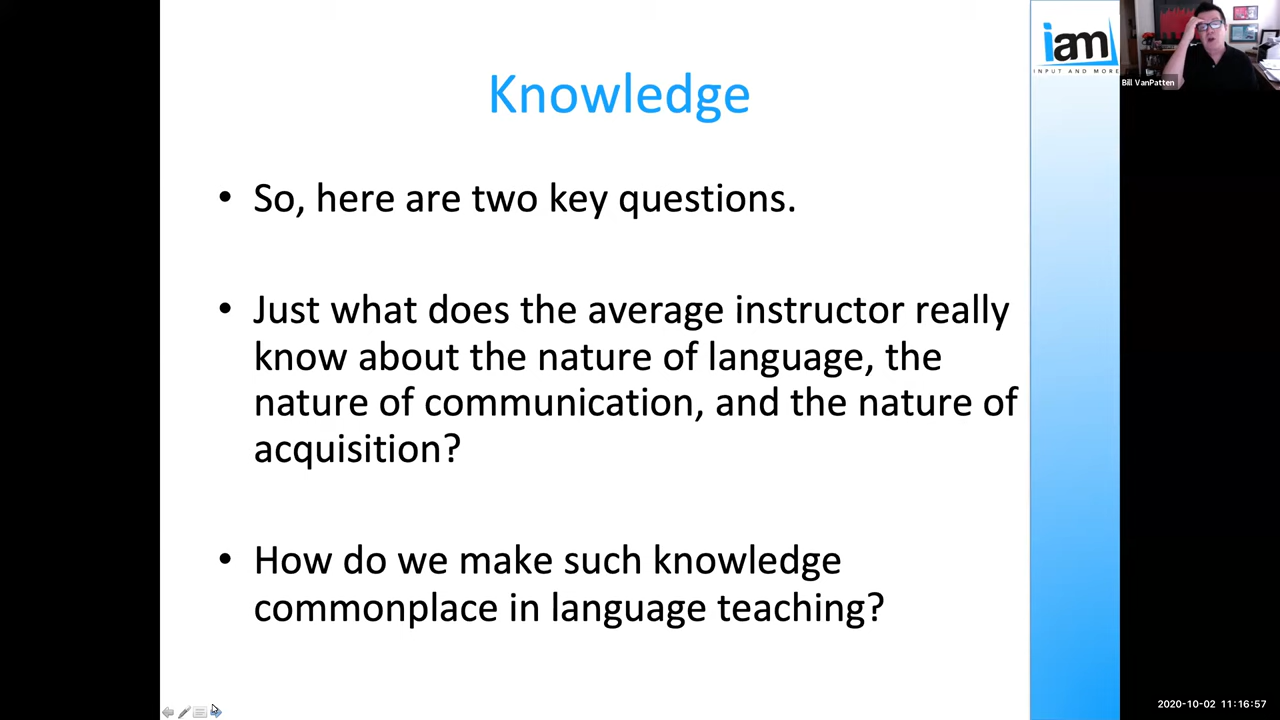 Knowledge
• So, here are two key questions.
• Just what does the average instructor really
know about the nature of language, the
nature of communication, and the nature of
acquisition?
• How do we make such knowledge
commonplace in language teaching?
iam
INPUT AND MORE
Bill VanPatten
2020-10-02 11:16:57